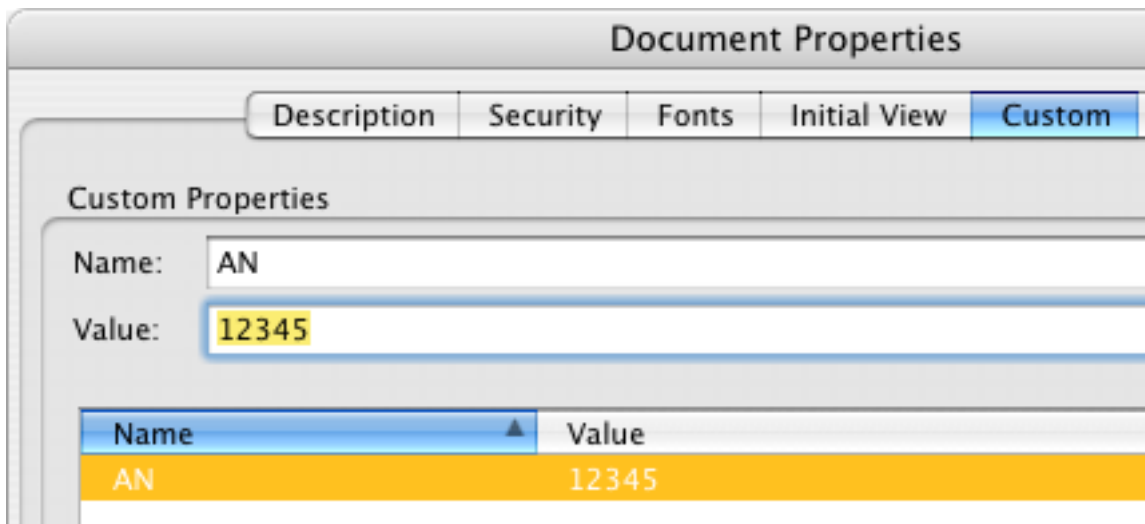 Document Properties
Description Security Fonts Initial View Custom
Custom Properties
Name: AN
Value: 12345
Name Value
AN 12345